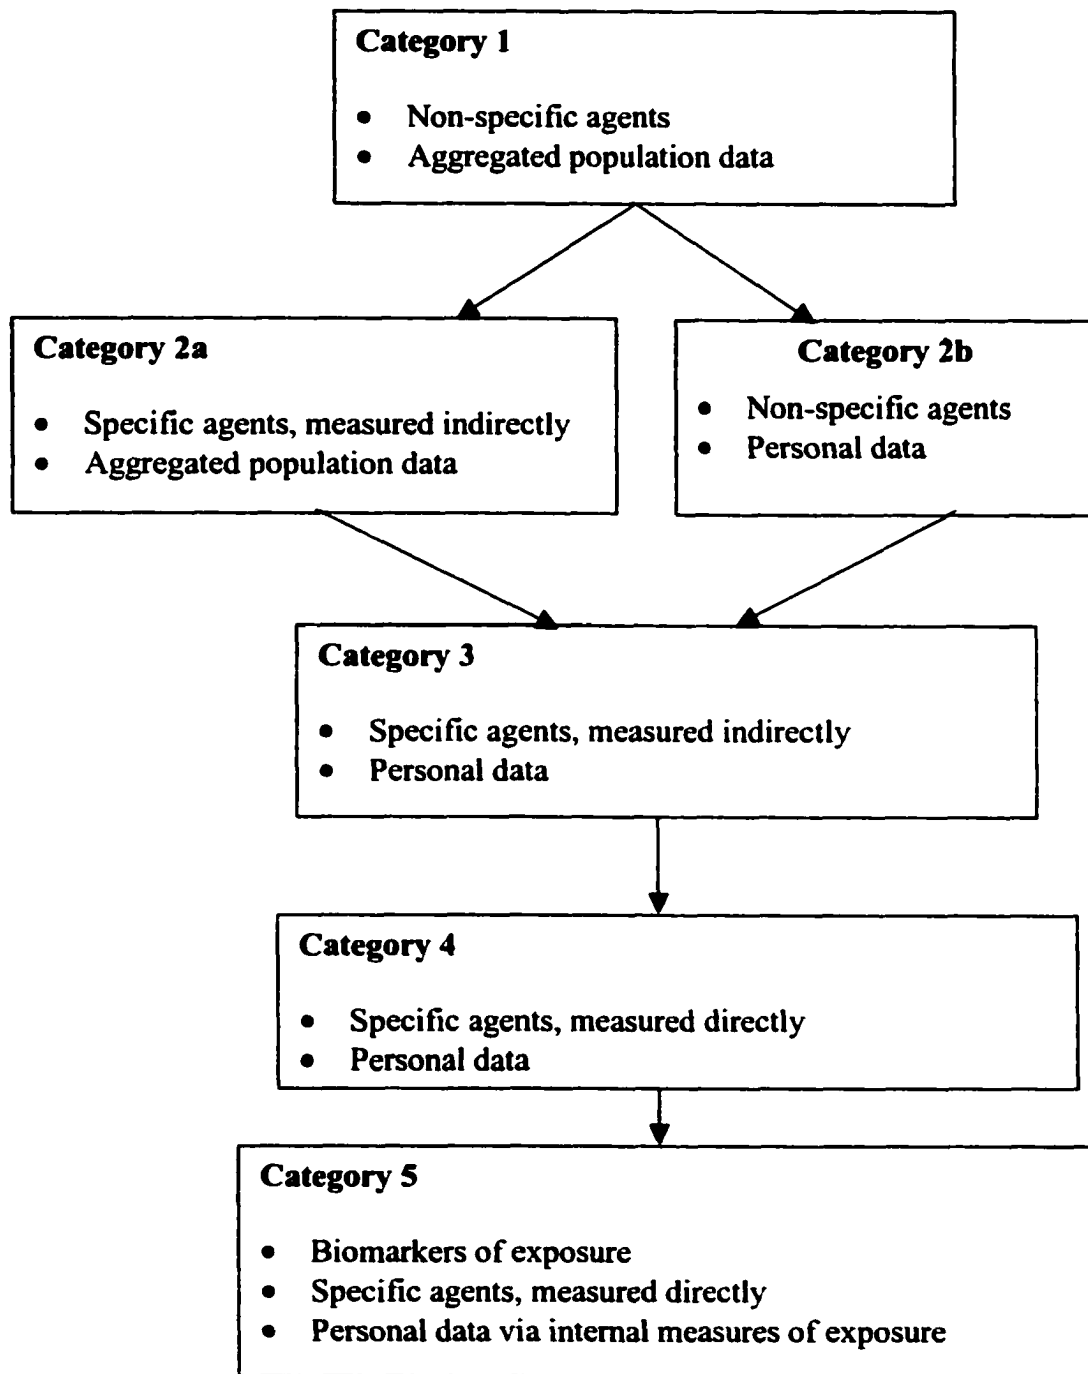 Category 1
• Non-specific agents
• Aggregated population data
Category 2a
• Specific agents, measured indirectly
• Aggregated population data
Category 2b
• Non-specific agents
• Personal data
Category 3
• Specific agents, measured indirectly
• Personal data
Category 4
• Specific agents, measured directly
• Personal data
Category 5
• Biomarkers of exposure
• Specific agents, measured directly
• Personal data via internal measures of exposure